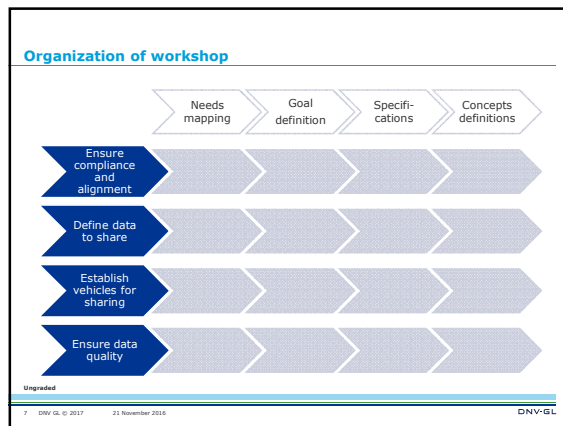 Organization of workshop
Needs
mapping
Goal
definition
Specifi-
cations
Concepts
definitions
Ensure
compliance
and
alignment
Define data
to share
Establish
vehicles for
sharing
Ensure data
quality
Ungraded
7 DNV GL © 2017 21 November 2016 DNV·GL